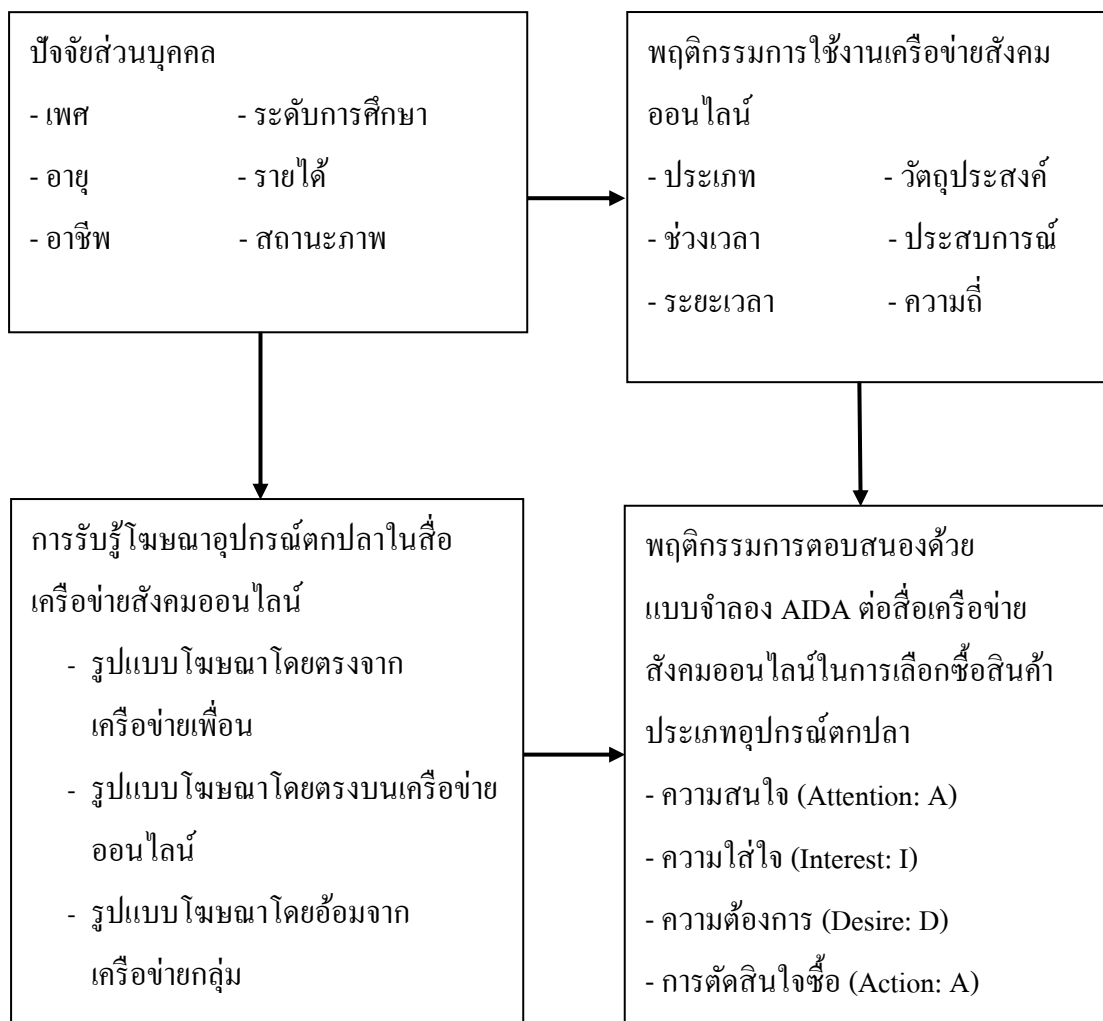 ปัจจัยส่วนบุคคล
- เพศ - ระดับการศึกษา
- อายุ - รายได้
- อาชีพ - สถานะภาพ
พฤติกรรมการใช้งานเครือข่ายสังคม
ออนไลน์
- ประเภท - วัตถุประสงค์
- ช่วงเวลา - ประสบการณ์
- ระยะเวลา - ความถี่
การรับรู้โฆษณาอุปกรณ์ตกปลาในสื่อ
เครือข่ายสังคมออนไลน์
- รูปแบบโฆษณาโดยตรงจาก
เครือข่ายเพื่อน
- รูปแบบโฆษณาโดยตรงบนเครือข่าย
ออนไลน์
- รูปแบบโฆษณาโดยอ้อมจาก
เครือข่ายกลุ่ม
พฤติกรรมการตอบสนองด้วย
แบบจำลอง AIDA ต่อสื่อเครือข่าย
สังคมออนไลน์ในการเลือกซื้อสินค้า
ประเภทอุปกรณ์ตกปลา
- ความสนใจ (Attention: A)
- ความใส่ใจ (Interest: I)
- ความต้องการ (Desire: D)
- การตัดสินใจซื้อ (Action: A)